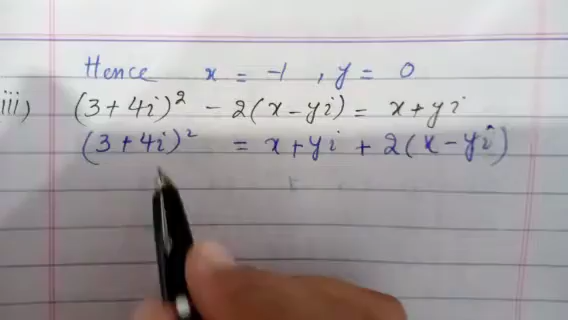 Hence x = -1 , y = 0
iii) (3+4i)² - 2(x-yi) = x+yi
(3+4i)² = x+yi + 2(x-yi)